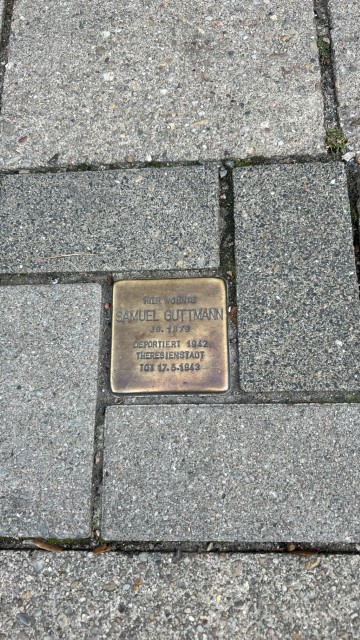 HIER WOHNTE
SAMUEL GUTTMANN
JG. 1879
DEPORTIERT 1942
THERESIENSTADT
TOT 17.5.1943